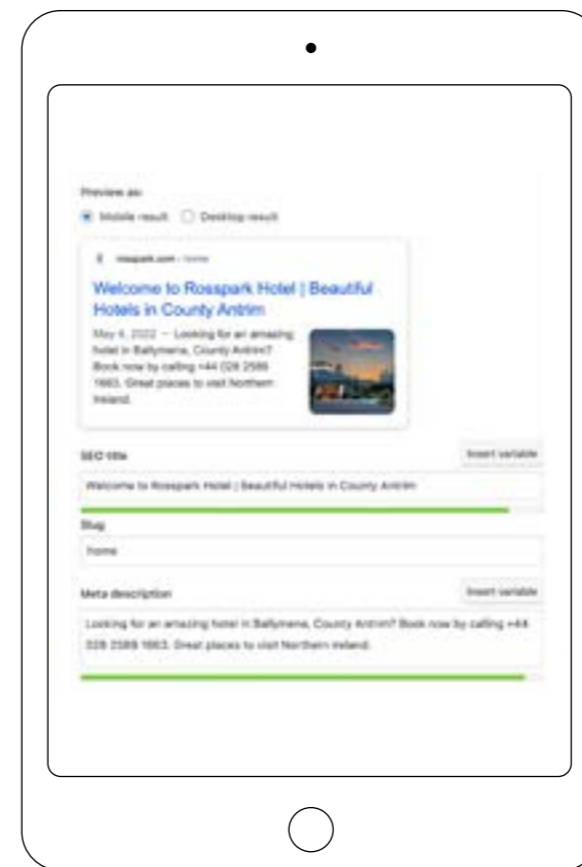 Preview as:
Mobile result Desktop result
rosspark.com › home
Welcome to Rosspark Hotel | Beautiful
Hotels in County Antrim
May 4, 2022 — Looking for an amazing
hotel in Ballymena, County Antrim?
Book now by calling +44 028 2589
1663. Great places to visit Northern
Ireland.
SEO title Insert variable
Welcome to Rosspark Hotel | Beautiful Hotels in County Antrim
Slug
home
Meta description Insert variable
Looking for an amazing hotel in Ballymena, County Antrim? Book now by calling +44
028 2589 1663. Great places to visit Northern Ireland.